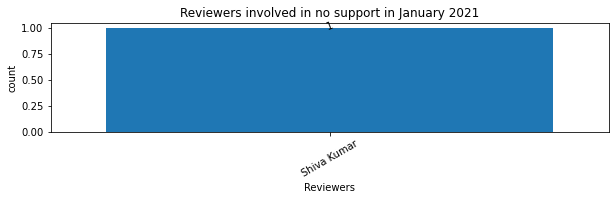 Reviewers involved in no support in January 2021
1
1.00
0.75
0.50
0.25
0.00
count
Shiva Kumar
Reviewers